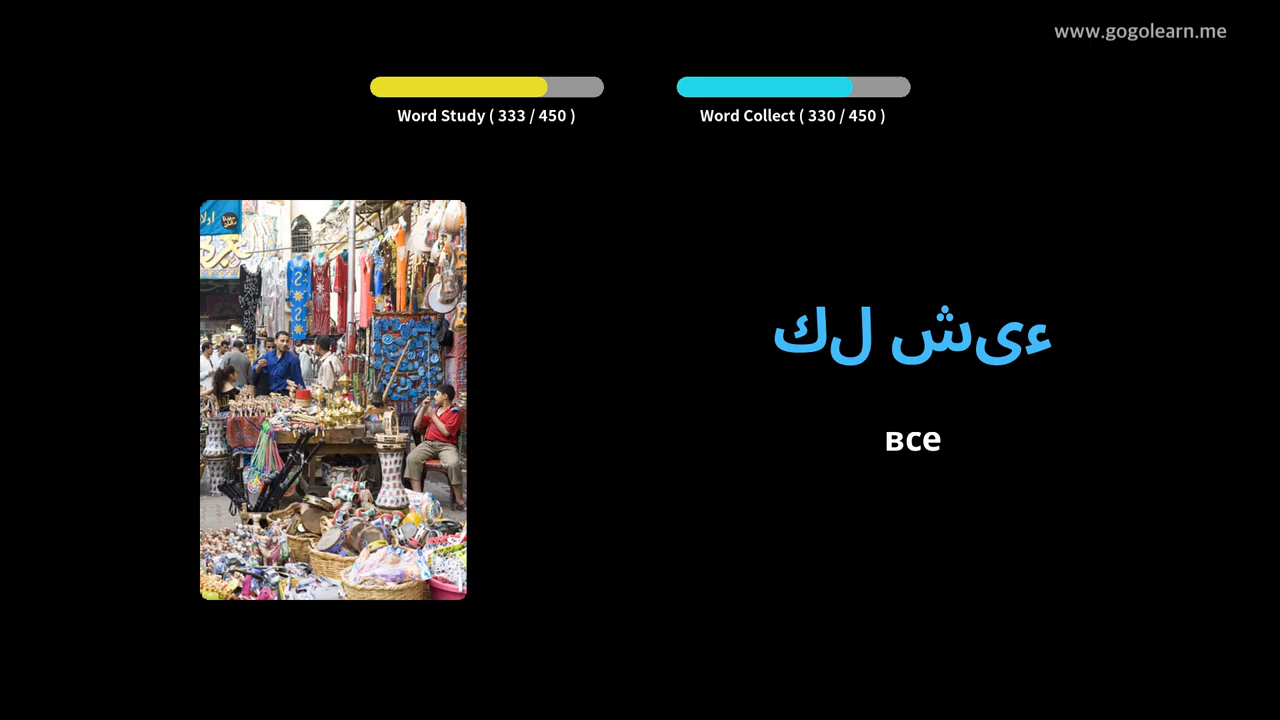 www.gogolearn.me
Word Study ( 333 / 450 )
Word Collect ( 330 / 450 )
كل شىء
все